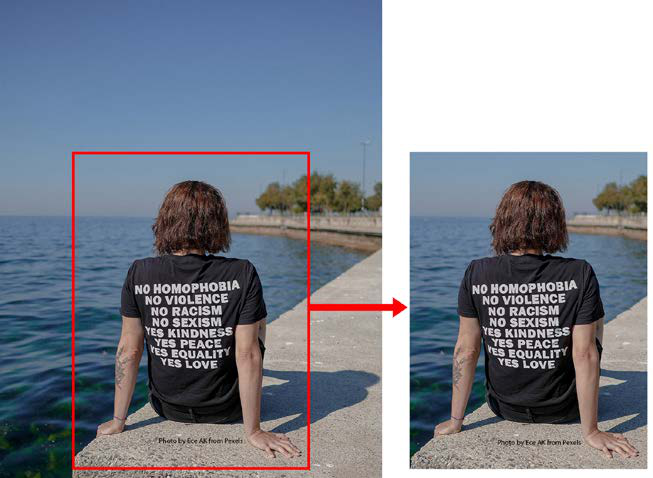 NO HOMOPHOBIA
NO VIOLENCE
NO RACISM
NO SEXISM
YES KINDNESS
YES PEACE
YES EQUALITY
YES LOVE
Photo by Ece AK from Pexels
NO HOMOPHOBIA
NO VIOLENCE
NO RACISM
NO SEXISM
YES KINDNESS
YES PEACE
YES EQUALITY
YES LOVE
Photo by Ece AK from Pexels